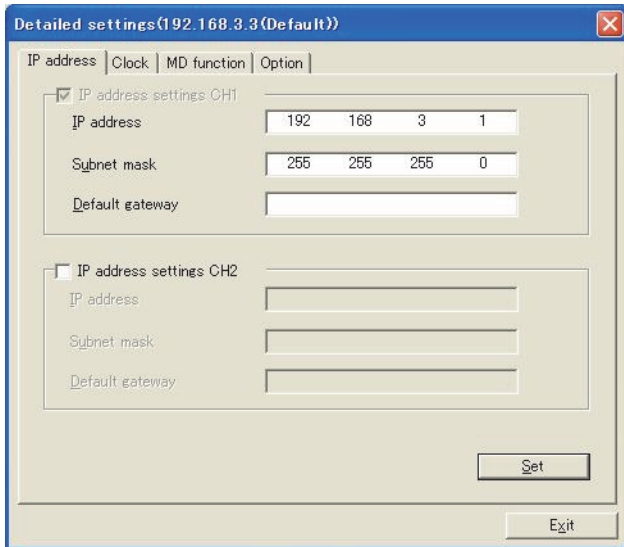 Detailed settings(192.168.3.3(Default))
IP address Clock MD function Option
IP address settings CH1
IP address 192 168 3 1
Subnet mask 255 255 255 0
Default gateway
IP address settings CH2
IP address
Subnet mask
Default gateway
Set
Exit